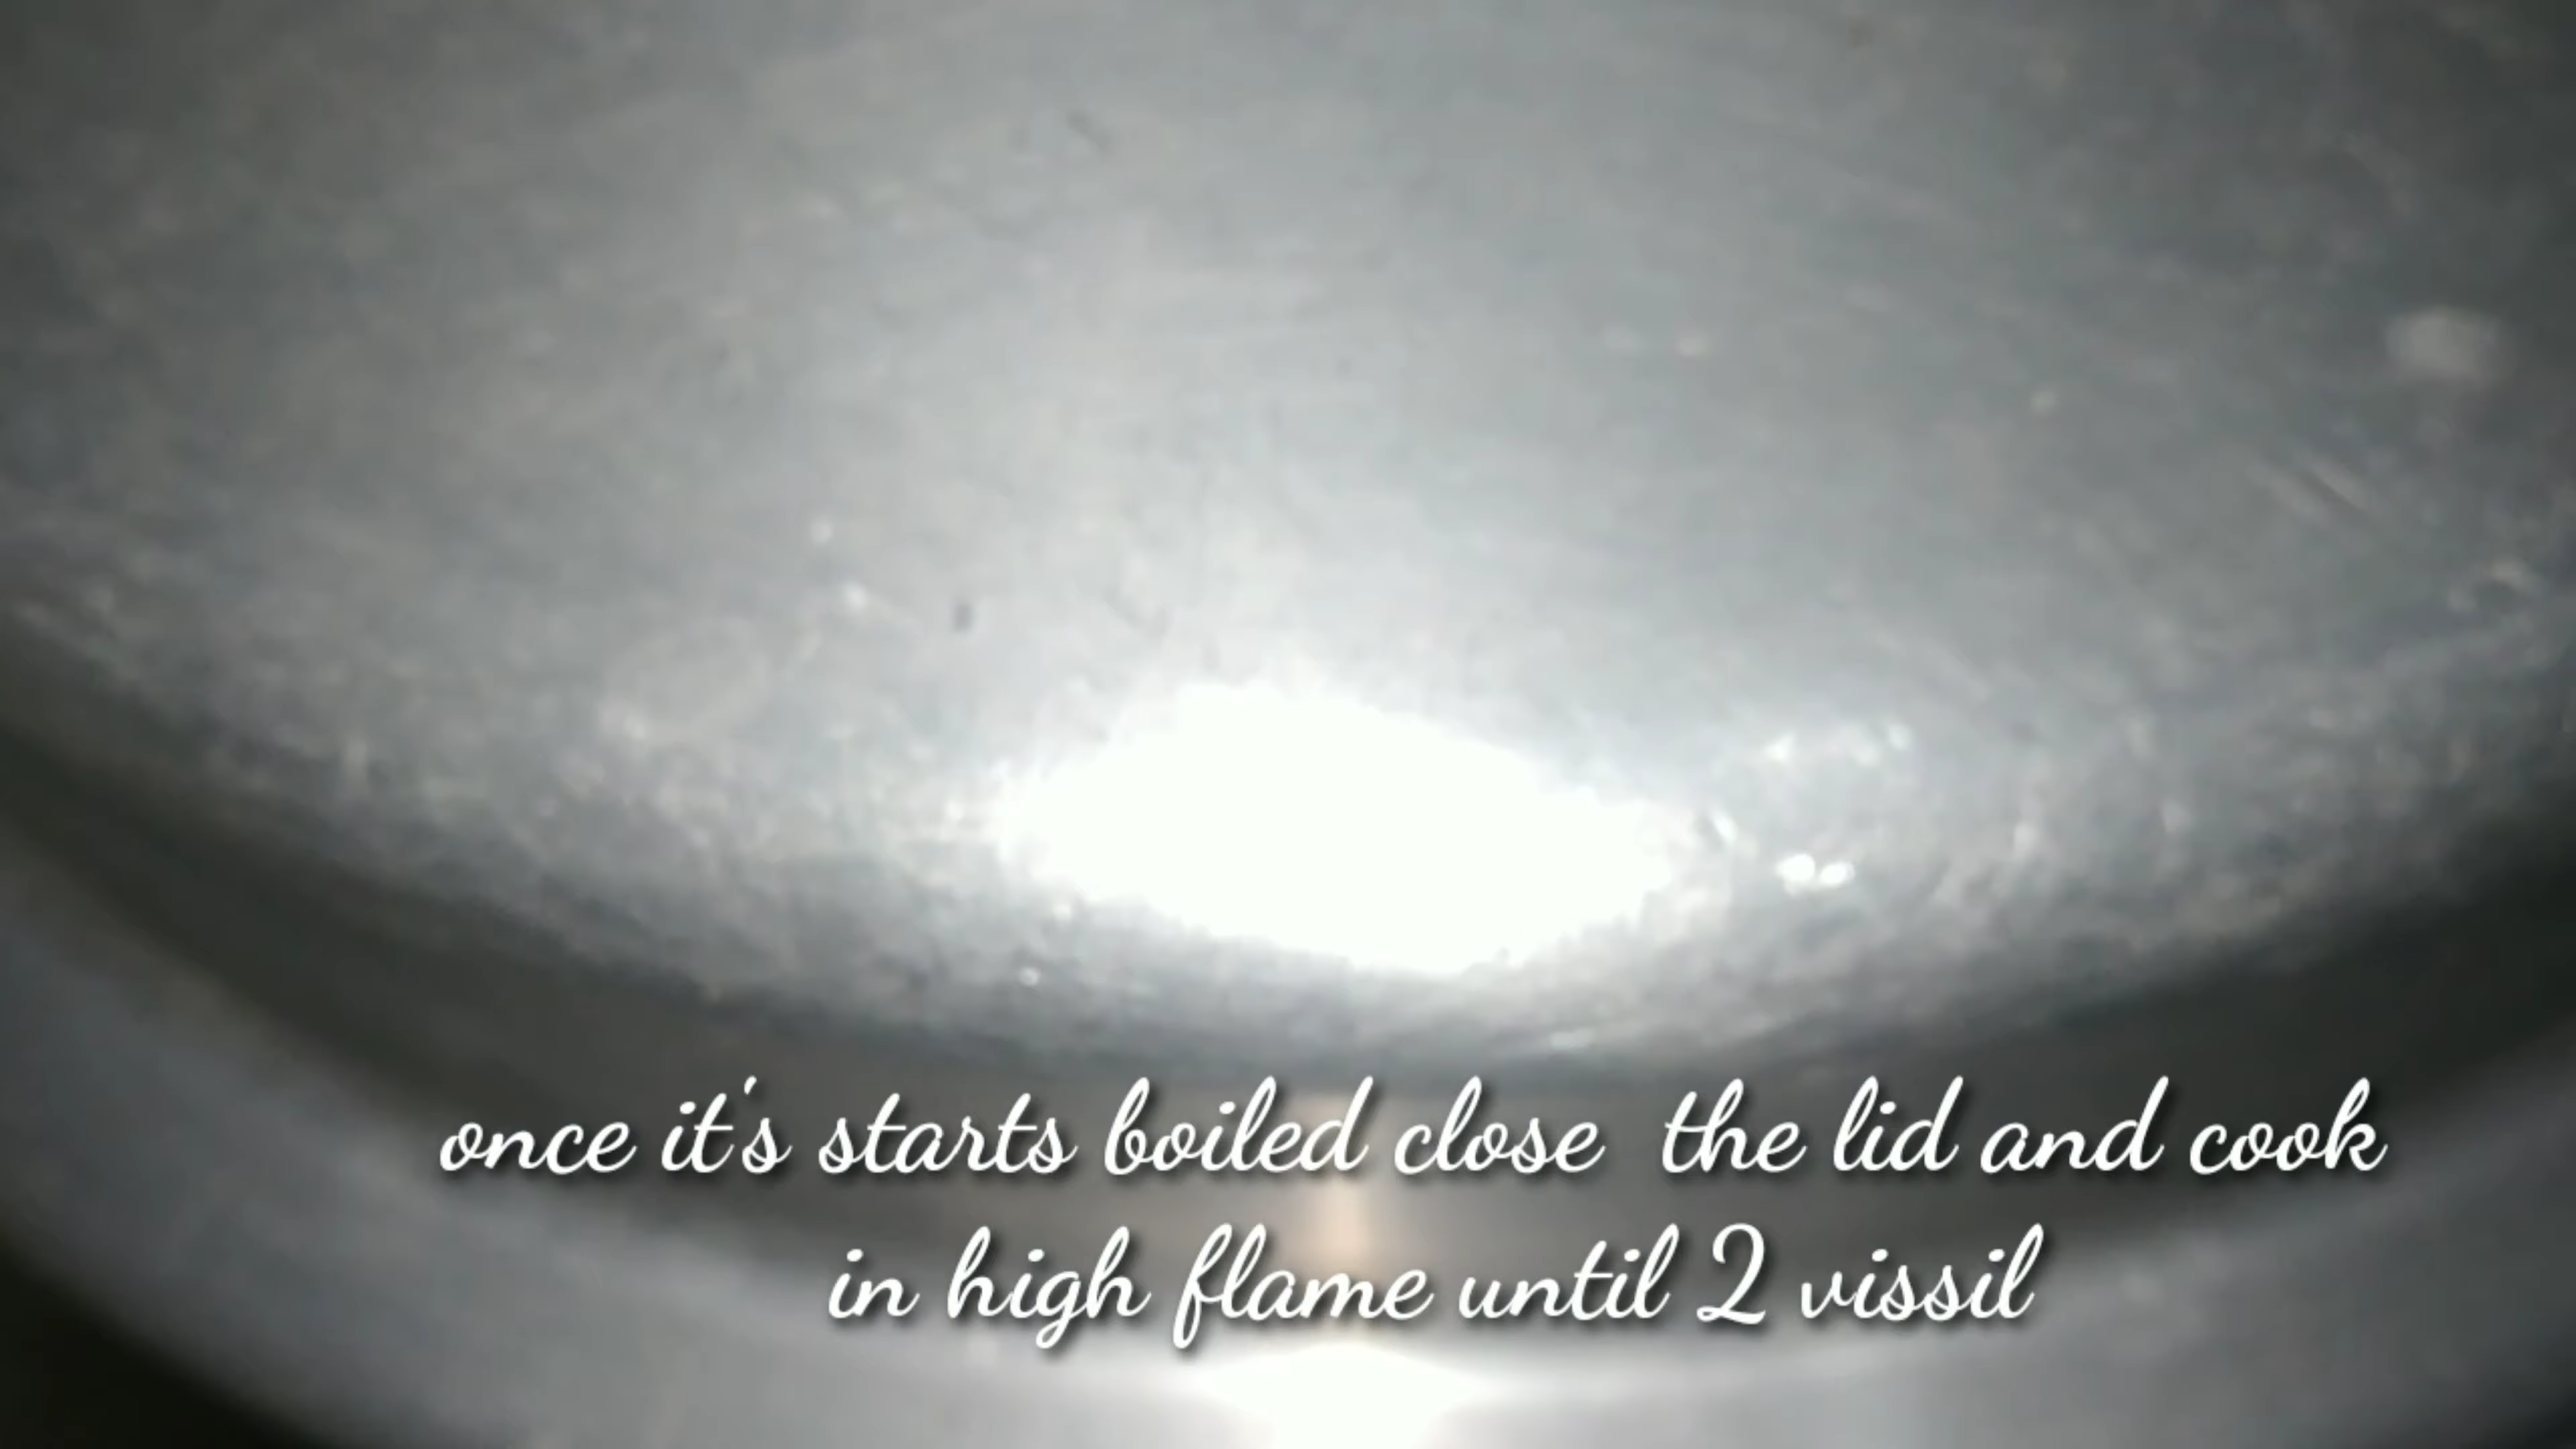 once it's starts boiled close the lid and cook
in high flame until 2 vissil